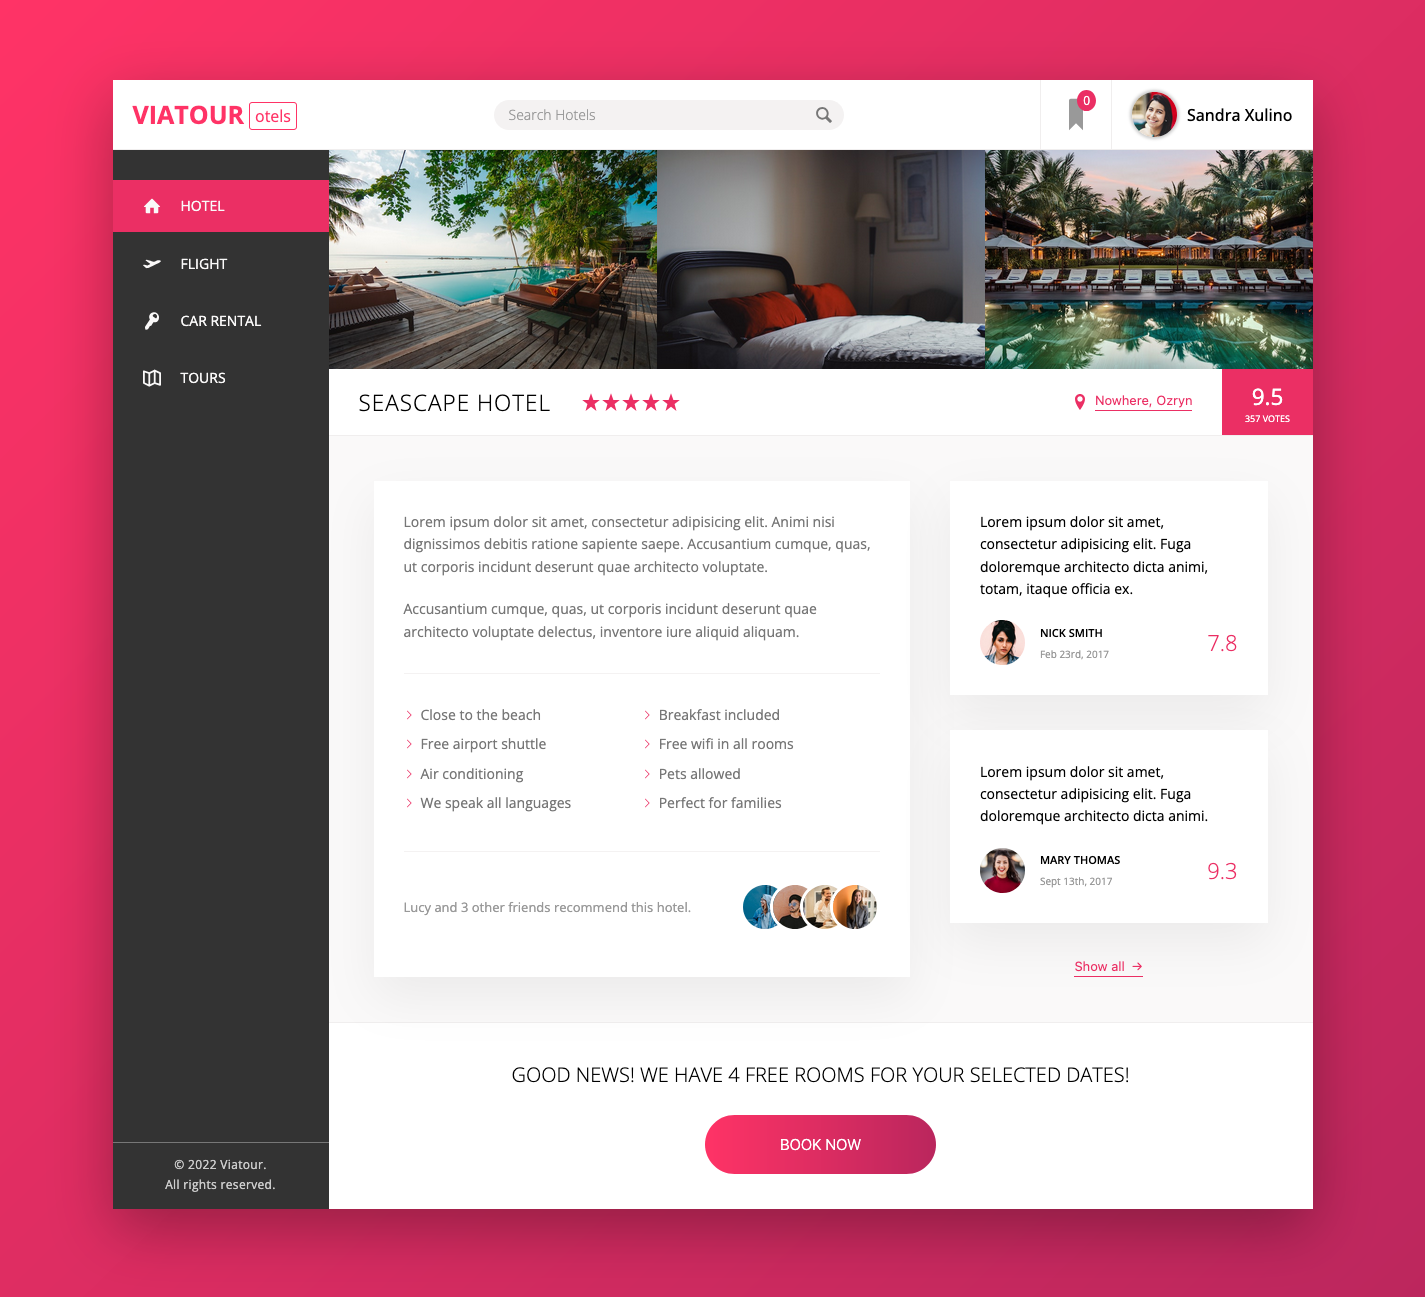 VIATOUR otels
Search Hotels
0
Sandra Xulino
HOTEL
FLIGHT
CAR RENTAL
TOURS
© 2022 Viatour.
All rights reserved.
SEASCAPE HOTEL
Nowhere, Ozryn
9.5
357 VOTES
Lorem ipsum dolor sit amet, consectetur adipisicing elit. Animi nisi
dignissimos debitis ratione sapiente saepe. Accusantium cumque, quas,
ut corporis incidunt deserunt quae architecto voluptate.
Accusantium cumque, quas, ut corporis incidunt deserunt quae
architecto voluptate delectus, inventore iure aliquid aliquam.
Close to the beach
Free airport shuttle
Air conditioning
We speak all languages
Breakfast included
Free wifi in all rooms
Pets allowed
Perfect for families
Lucy and 3 other friends recommend this hotel.
Lorem ipsum dolor sit amet,
consectetur adipisicing elit. Fuga
doloremque architecto dicta animi,
totam, itaque officia ex.
NICK SMITH
Feb 23rd, 2017
7.8
Lorem ipsum dolor sit amet,
consectetur adipisicing elit. Fuga
doloremque architecto dicta animi.
MARY THOMAS
Sept 13th, 2017
9.3
Show all →
GOOD NEWS! WE HAVE 4 FREE ROOMS FOR YOUR SELECTED DATES!
BOOK NOW